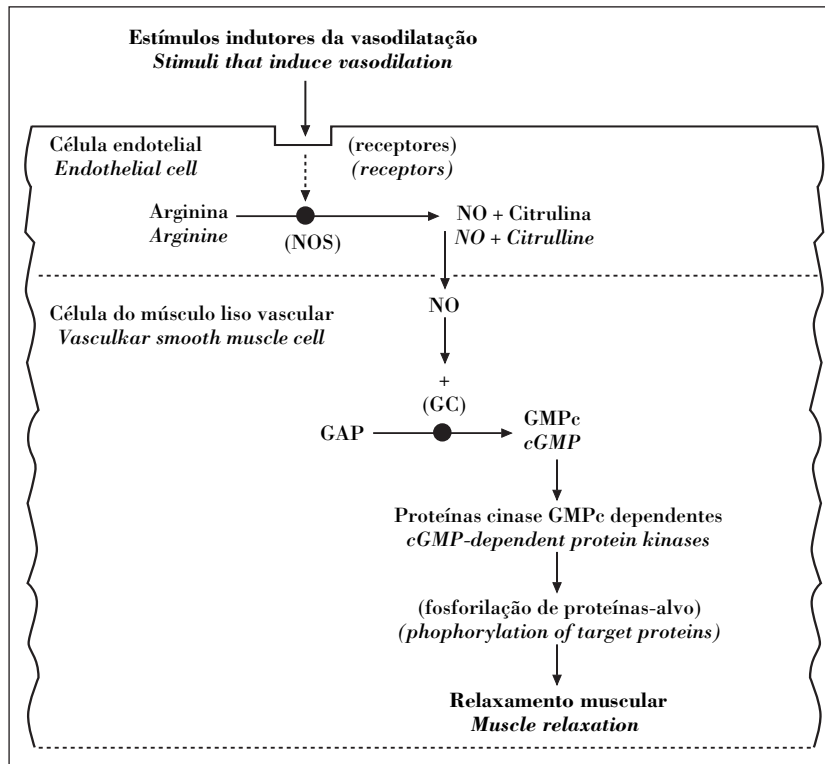 Estímulos indutores da vasodilatação
Stimuli that induce vasodilation
Célula endotelial
Endothelial cell
(receptores)
(receptors)
Arginina
Arginine
(NOS)
NO + Citrulina
NO + Citrulline
Célula do músculo liso vascular
Vasculkar smooth muscle cell
NO
+
(GC)
GAP
GMPc
cGMP
Proteínas cinase GMPc dependentes
cGMP-dependent protein kinases
(fosforilação de proteínas-alvo)
(phophorylation of target proteins)
Relaxamento muscular
Muscle relaxation